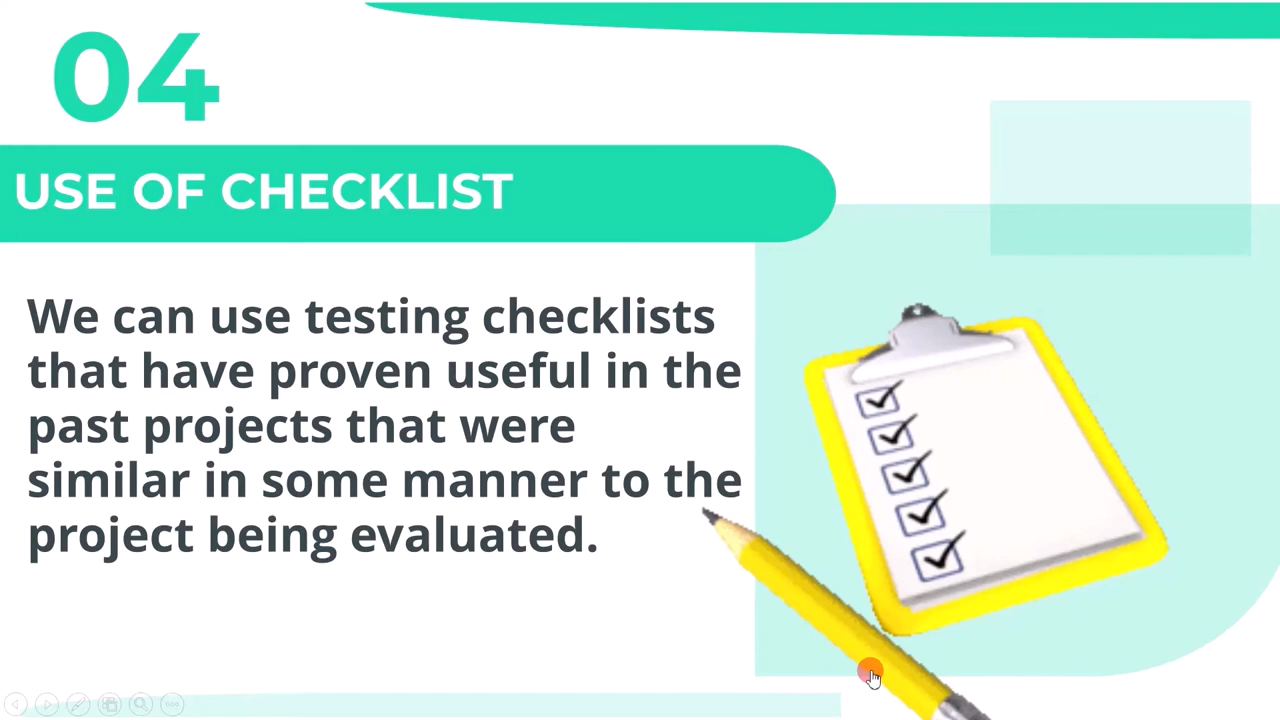 04
USE OF CHECKLIST
We can use testing checklists
that have proven useful in the
past projects that were
similar in some manner to the
project being evaluated.